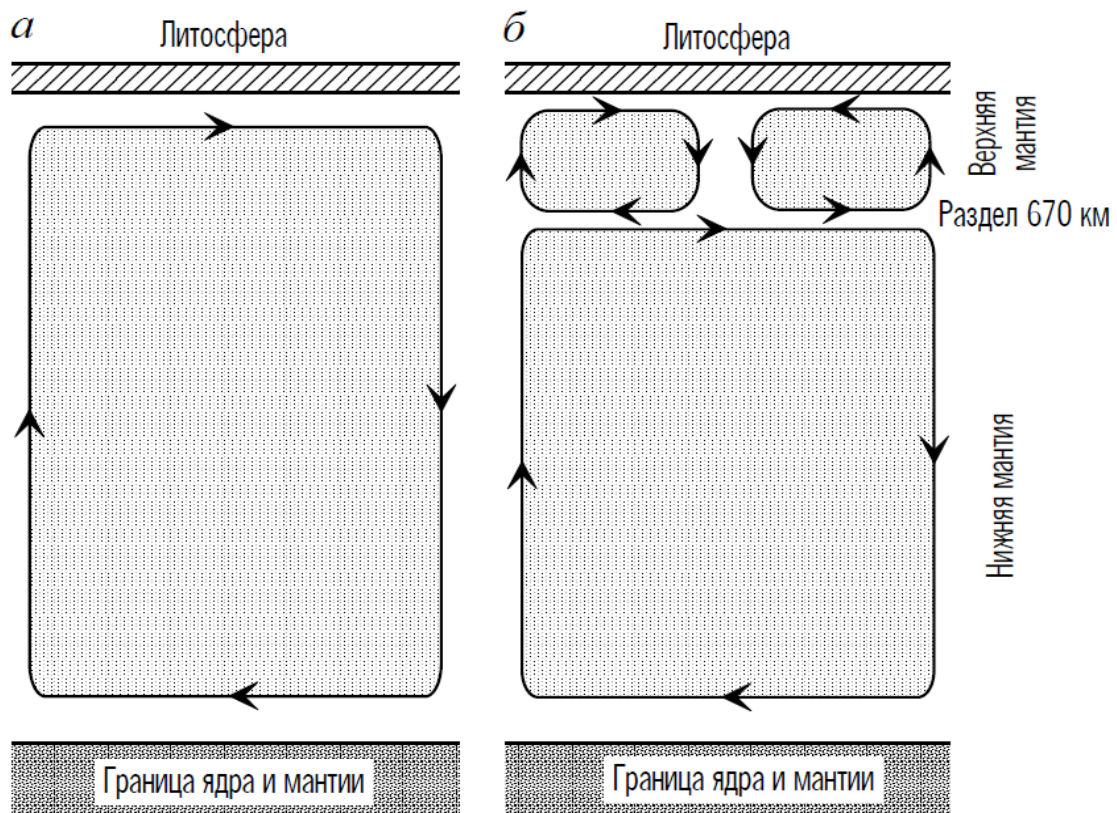 а
Литосфера
Граница ядра и мантии
б
Литосфера
Верхняя
мантия
Раздел 670 км
Нижняя мантия
Граница ядра и мантии